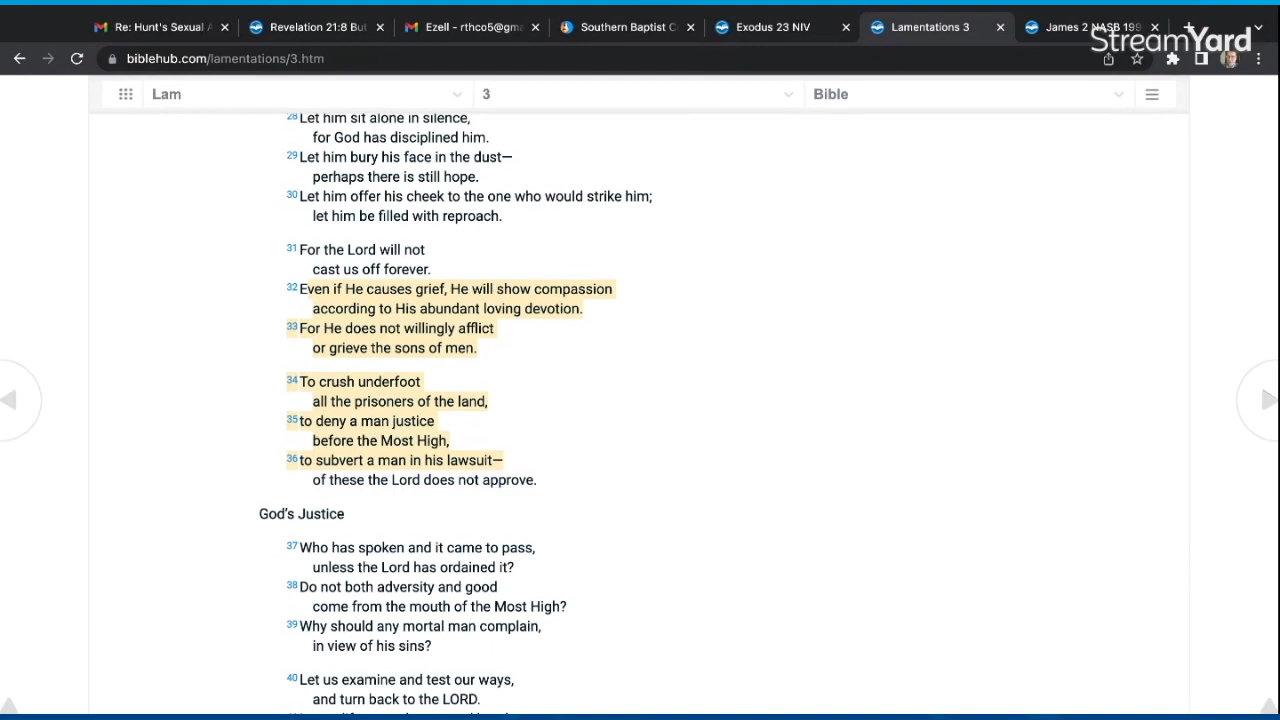 Re: Hunt's Sexual A
Revelation 21:8 But
Ezell - rthco5@gma
Southern Baptist C
Exodus 23 NIV
Lamentations 3
James 2 NASB 199
StreamYard
biblehub.com/lamentations/3.htm
Lam 3 Bible
28 Let him sit alone in silence,
for God has disciplined him.
29 Let him bury his face in the dust—
perhaps there is still hope.
30 Let him offer his cheek to the one who would strike him;
let him be filled with reproach.
31 For the Lord will not
cast us off forever.
32 Even if He causes grief, He will show compassion
according to His abundant loving devotion.
33 For He does not willingly afflict
or grieve the sons of men.
34 To crush underfoot
all the prisoners of the land,
35 to deny a man justice
before the Most High,
36 to subvert a man in his lawsuit—
of these the Lord does not approve.
God's Justice
37 Who has spoken and it came to pass,
unless the Lord has ordained it?
38 Do not both adversity and good
come from the mouth of the Most High?
39 Why should any mortal man complain,
in view of his sins?
40 Let us examine and test our ways,
and turn back to the LORD.